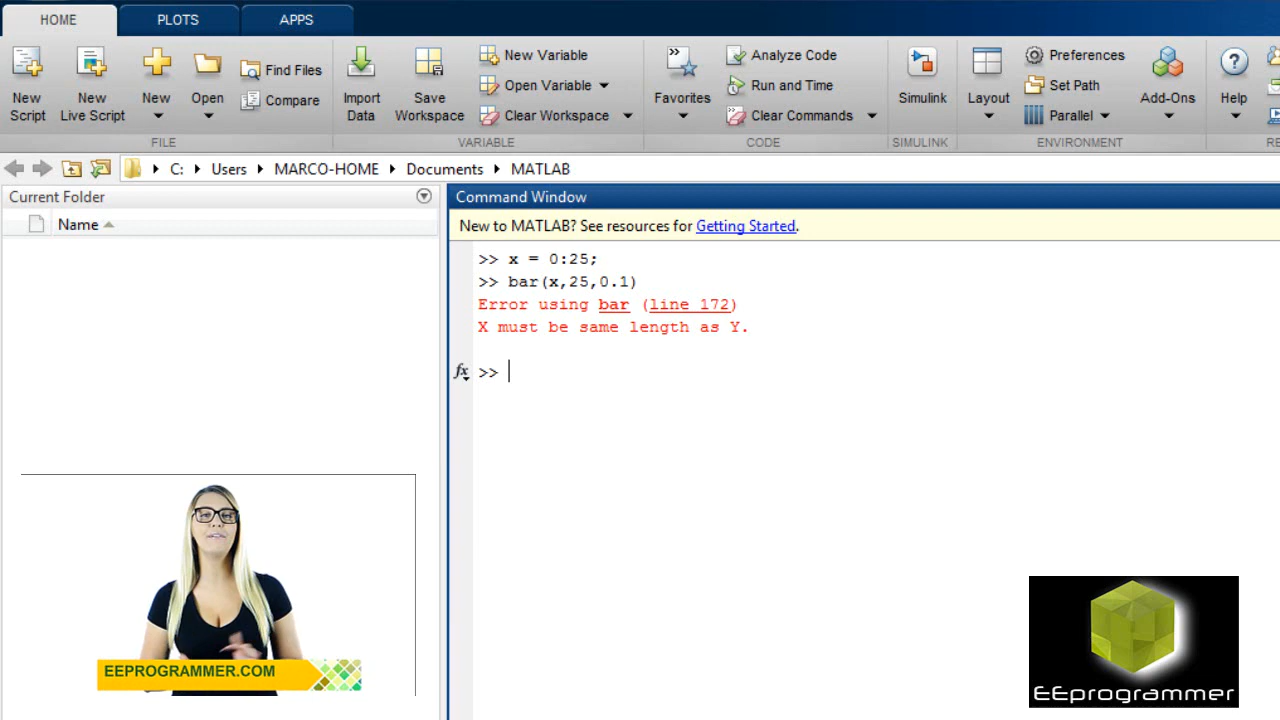 HOME PLOTS APPS
New Script
New Live Script
New
Open
Find Files
Compare
Import Data
Save Workspace
New Variable
Open Variable
Clear Workspace
Favorites
Analyze Code
Run and Time
Clear Commands
Simulink
Layout
Preferences
Set Path
Parallel
Add-Ons
Help
FILE VARIABLE CODE SIMULINK ENVIRONMENT RE
C: Users MARCO-HOME Documents MATLAB
Current Folder
Name
Command Window
New to MATLAB? See resources for Getting Started.
>> x = 0:25;
>> bar(x,25,0.1)
Error using bar (line 172)
X must be same length as Y.
fx >>
EEPROGRAMMER.COM
EEprogrammer